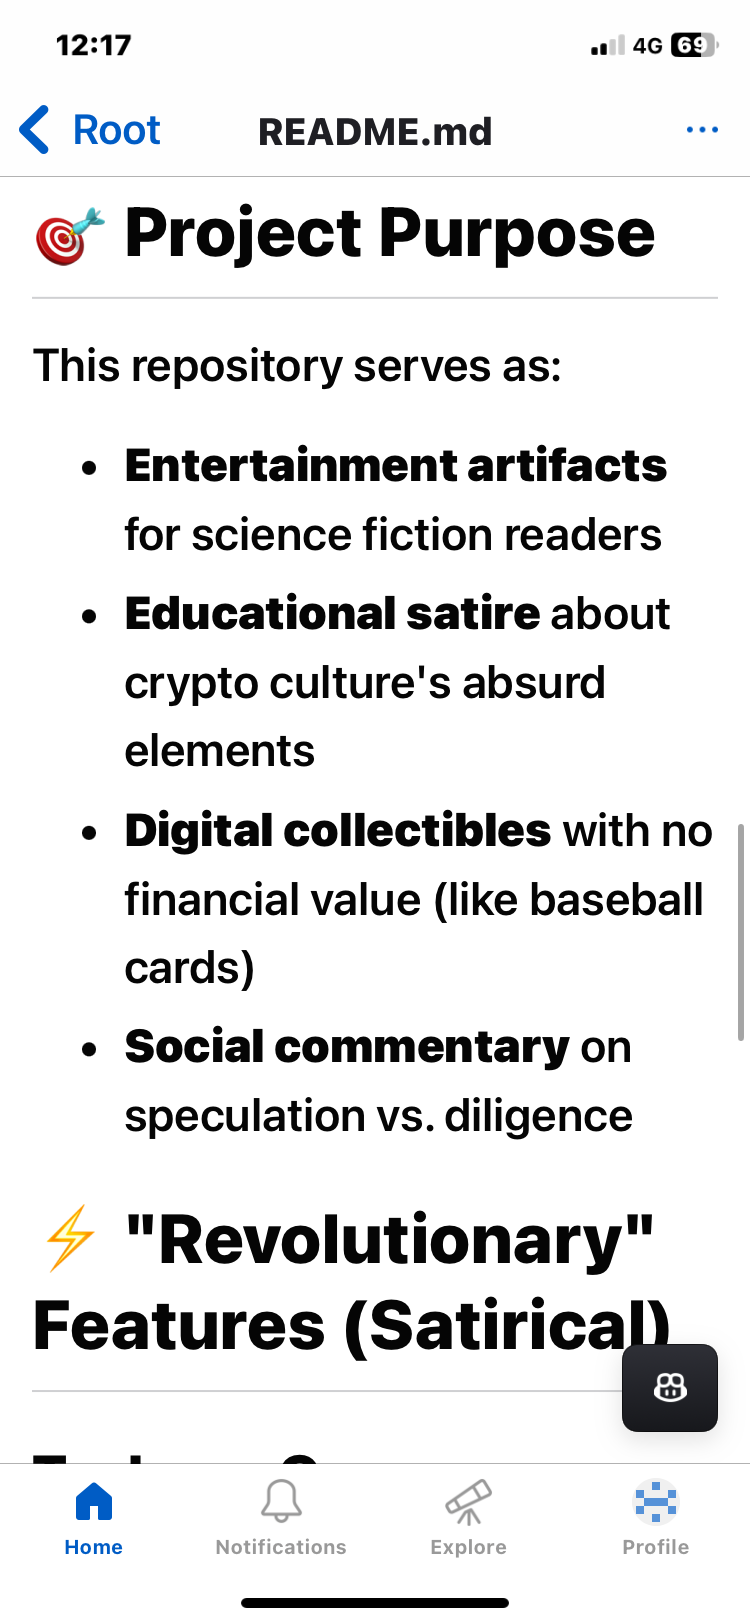 12:17
4G 69
Root README.md ...
🎯 Project Purpose
This repository serves as:
• Entertainment artifacts
for science fiction readers
• Educational satire about
crypto culture's absurd
elements
• Digital collectibles with no
financial value (like baseball
cards)
• Social commentary on
speculation vs. diligence
⚡ "Revolutionary"
Features (Satirical)
Home Notifications Explore Profile